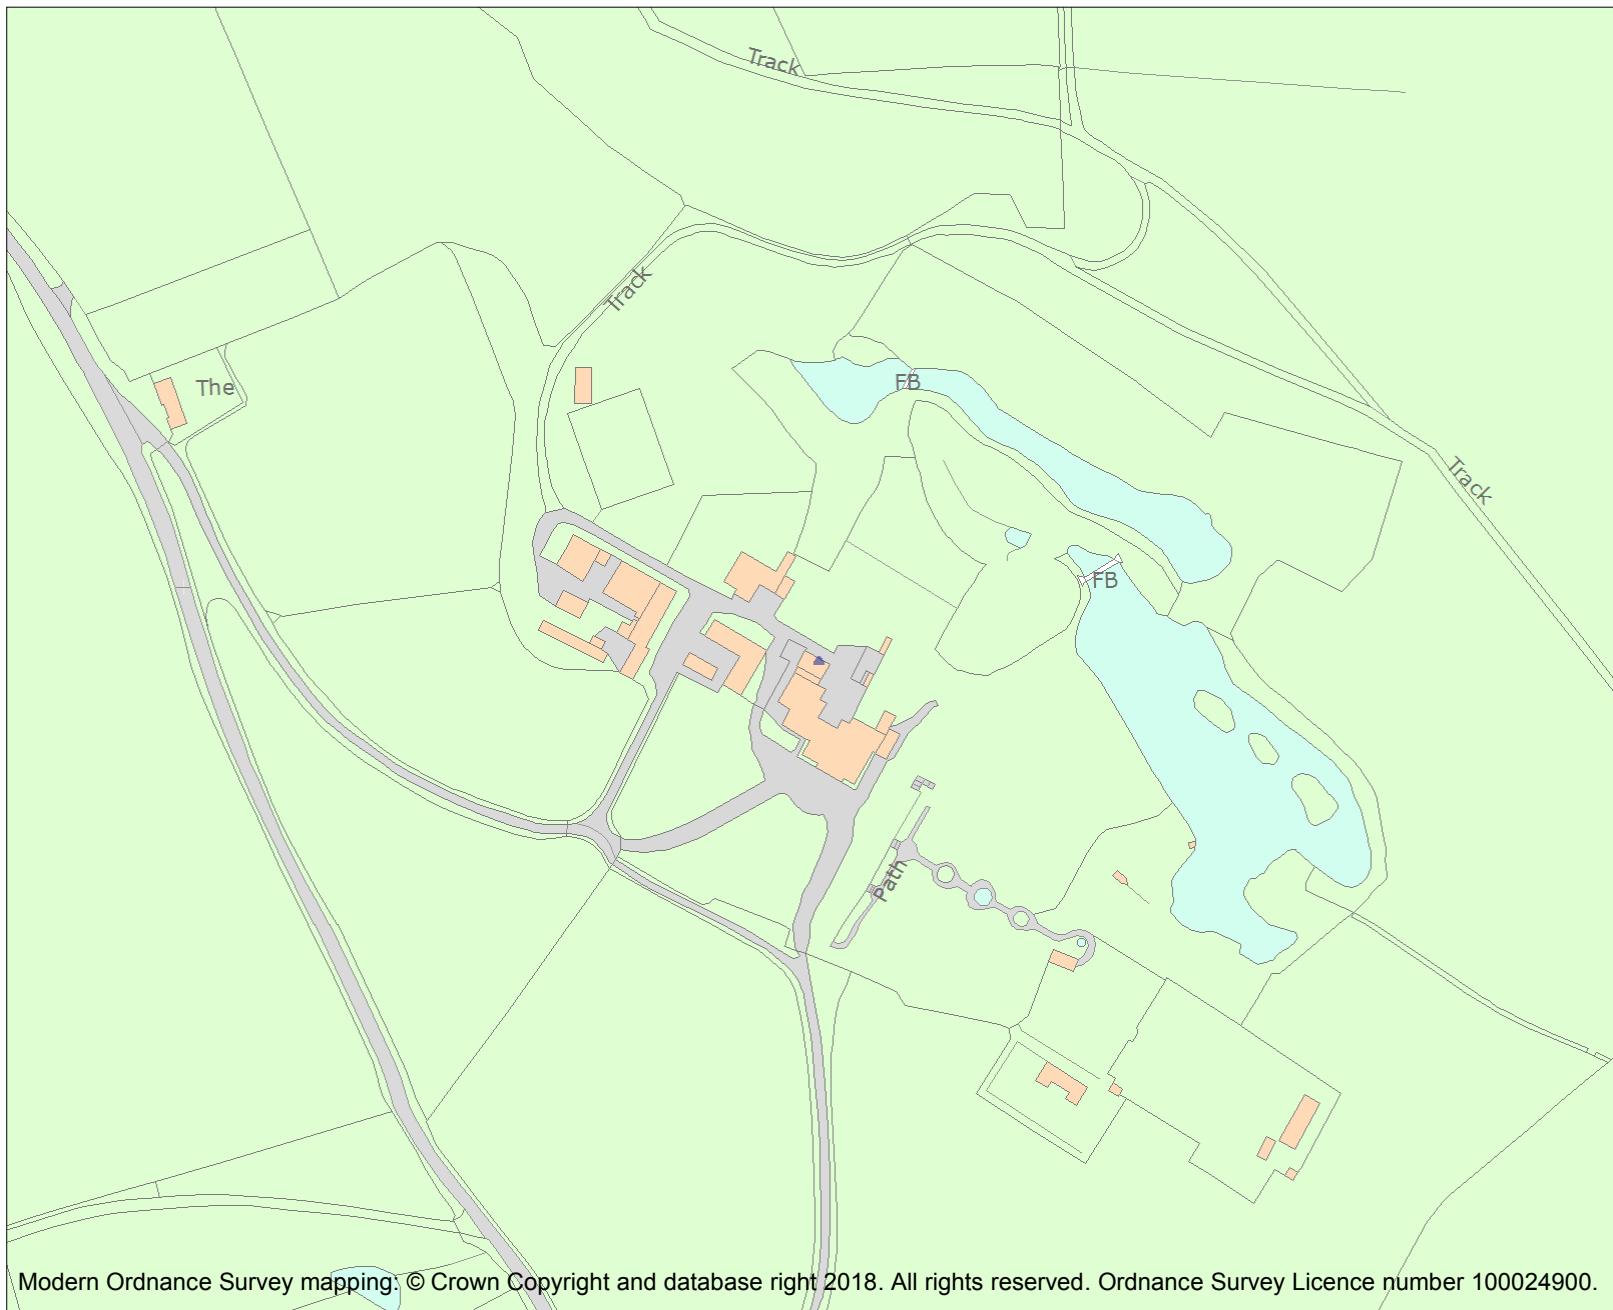 Track
Track
The
FB
Track
FB
Path
Modern Ordnance Survey mapping: © Crown Copyright and database right 2018. All rights reserved. Ordnance Survey Licence number 100024900.